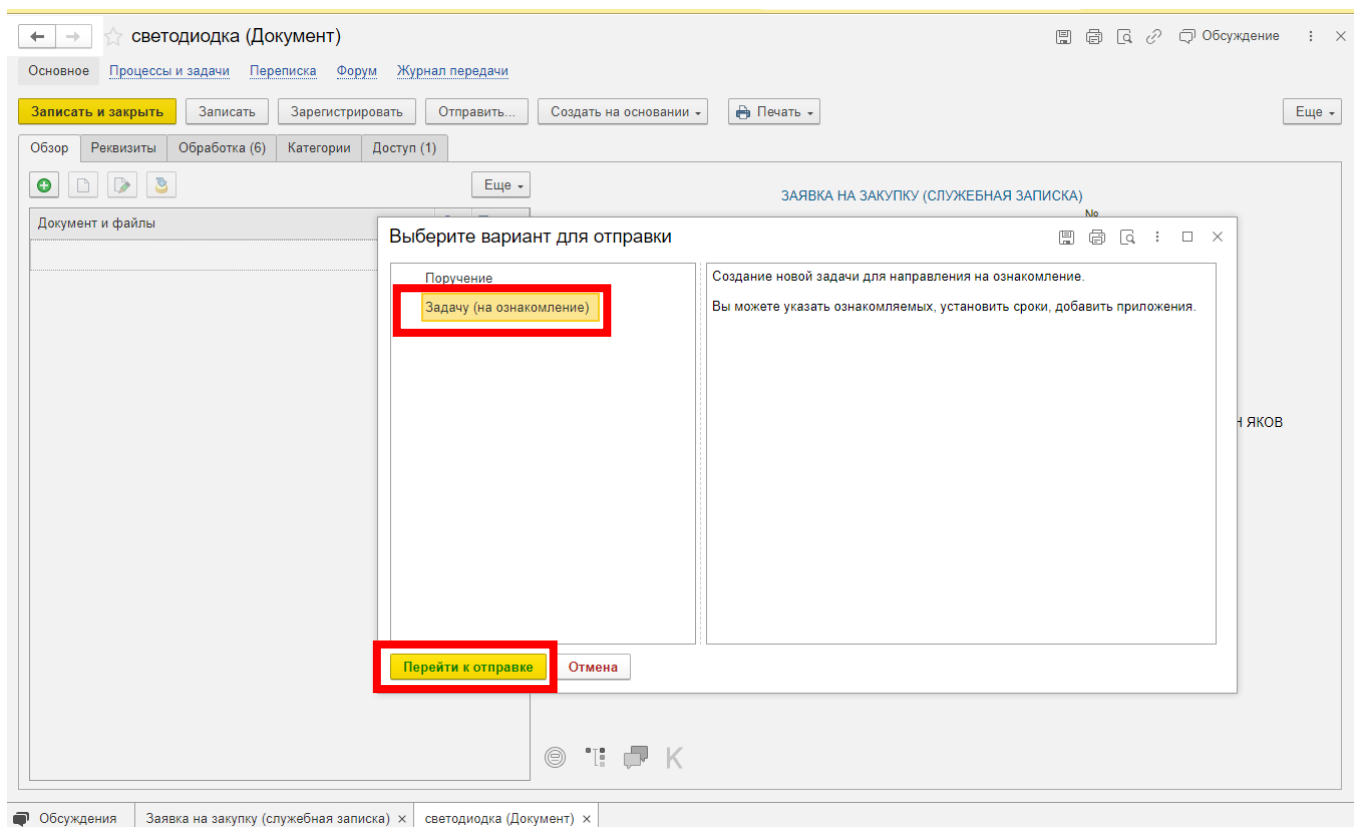 светодиодка (Документ)
Обсуждение
Основное Процессы и задачи Переписка Форум Журнал передачи
Записать и закрыть Записать Зарегистрировать Отправить... Создать на основании Печать Еще
Обзор Реквизиты Обработка (6) Категории Доступ (1)
Еще
ЗАЯВКА НА ЗАКУПКУ (СЛУЖЕБНАЯ ЗАПИСКА)
№
Документ и файлы
Выберите вариант для отправки
Поручение
Задачу (на ознакомление)
Создание новой задачи для направления на ознакомление.
Вы можете указать ознакомляемых, установить сроки, добавить приложения.
ЯКОВ
Перейти к отправке Отмена
K
Обсуждения Заявка на закупку (служебная записка) × светодиодка (Документ) ×